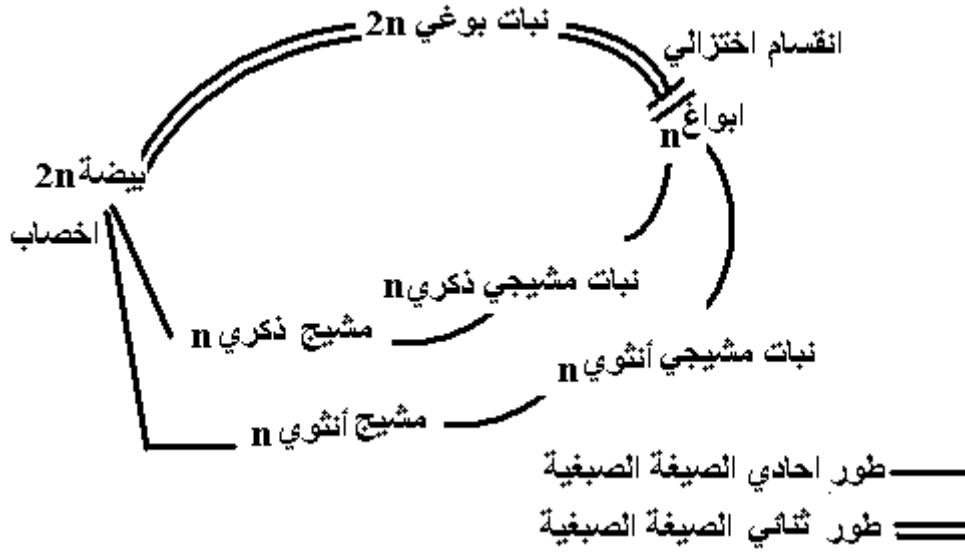 نبات بوغي 2n
انقسام اختزالي
ابواغ n
بيضة 2n
اخصاب
نبات مشيجي ذكري n
مشيج ذكري n
نبات مشيجي أنثوي n
مشيج أنثوي n
طور احادي الصيغة الصبغية
طور ثنائي الصيغة الصبغية